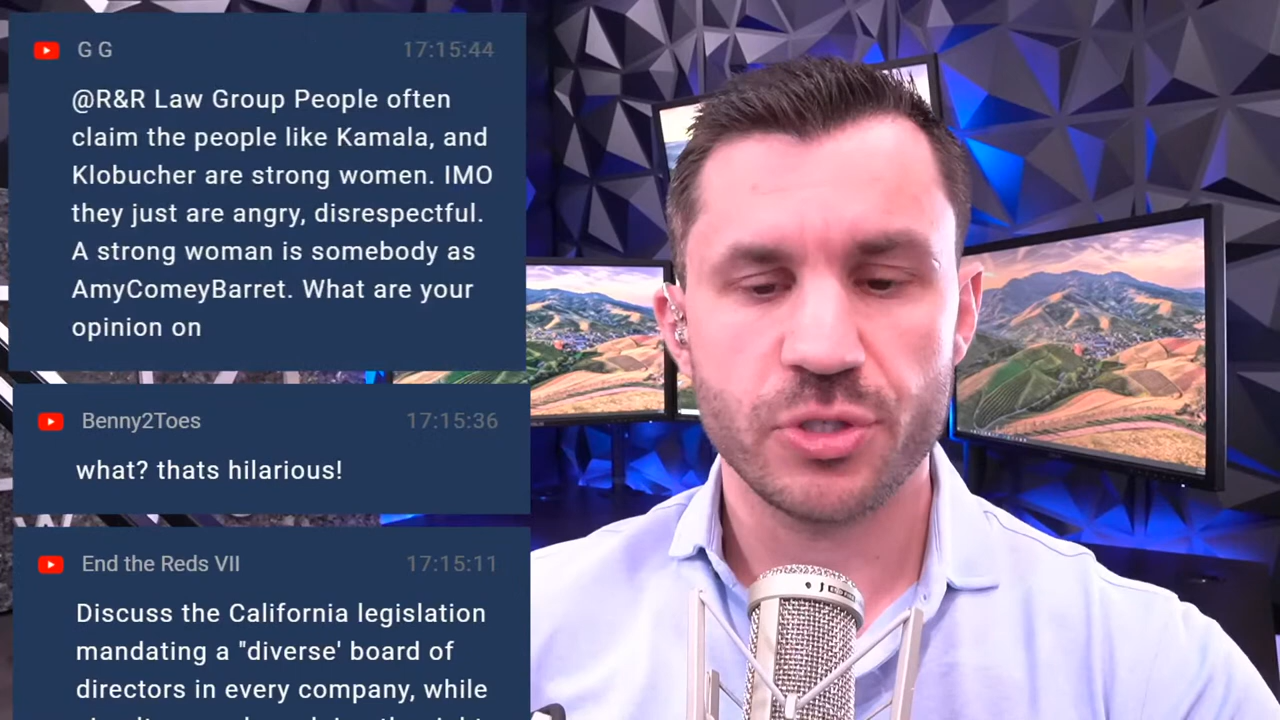 G G 17:15:44
@R&R Law Group People often
claim the people like Kamala, and
Klobucher are strong women. IMO
they just are angry, disrespectful.
A strong woman is somebody as
AmyComeyBarret. What are your
opinion on
Benny2Toes 17:15:36
what? thats hilarious!
End the Reds VII 17:15:11
Discuss the California legislation
mandating a "diverse' board of
directors in every company, while